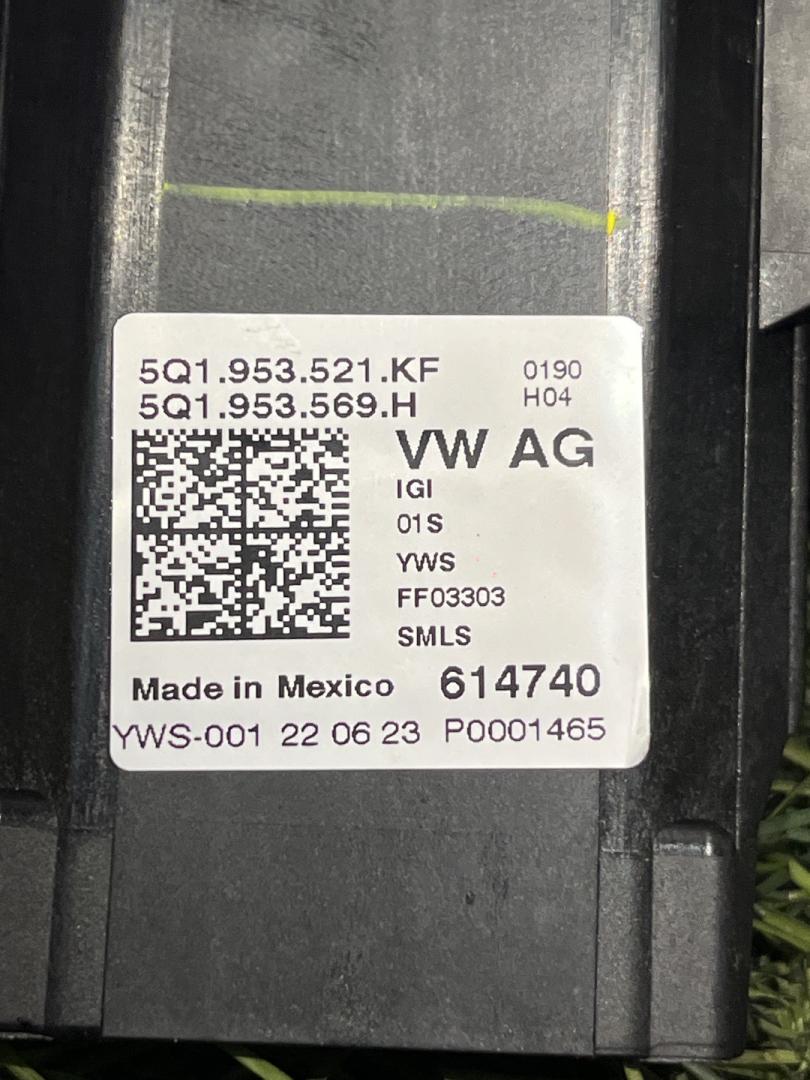 5Q1.953.521.KF 0190
5Q1.953.569.H H04
VW AG
IGI
01S
YWS
FF03303
SMLS
Made in Mexico 614740
YWS-001 22 06 23 P0001465